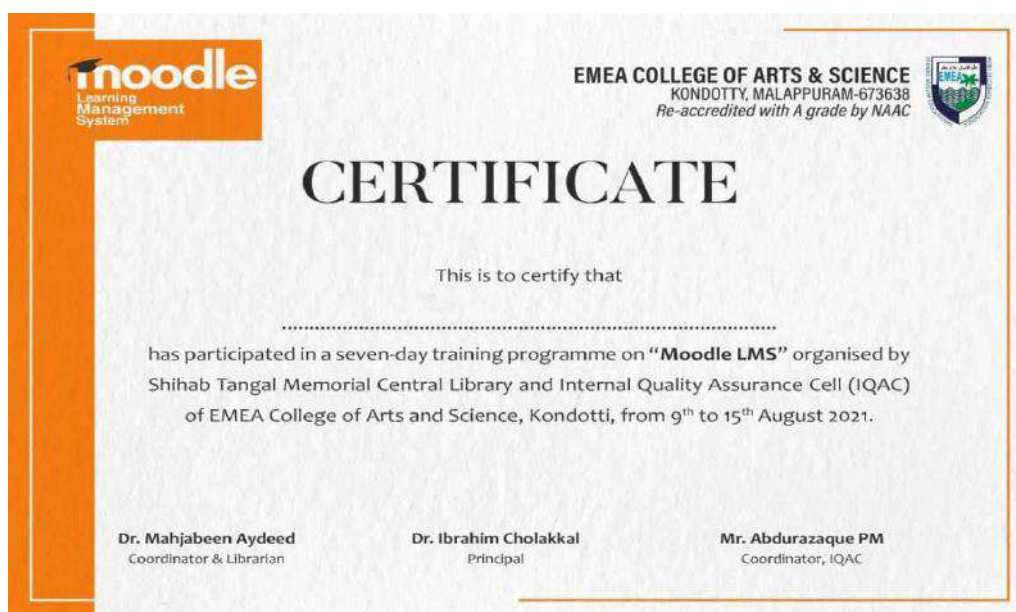 moodle
Learning
Management
System
EMEA COLLEGE OF ARTS & SCIENCE
KONDOTTY, MALAPPURAM-673638
Re-accredited with A grade by NAAC
EMEA
CERTIFICATE
This is to certify that
has participated in a seven-day training programme on “Moodle LMS” organised by
Shihab Tangal Memorial Central Library and Internal Quality Assurance Cell (IQAC)
of EMEA College of Arts and Science, Kondotti, from 9th to 15th August 2021.
Dr. Mahjabeen Aydeed
Coordinator & Librarian
Dr. Ibrahim Cholakkal
Principal
Mr. Abdurazaque PM
Coordinator, IQAC